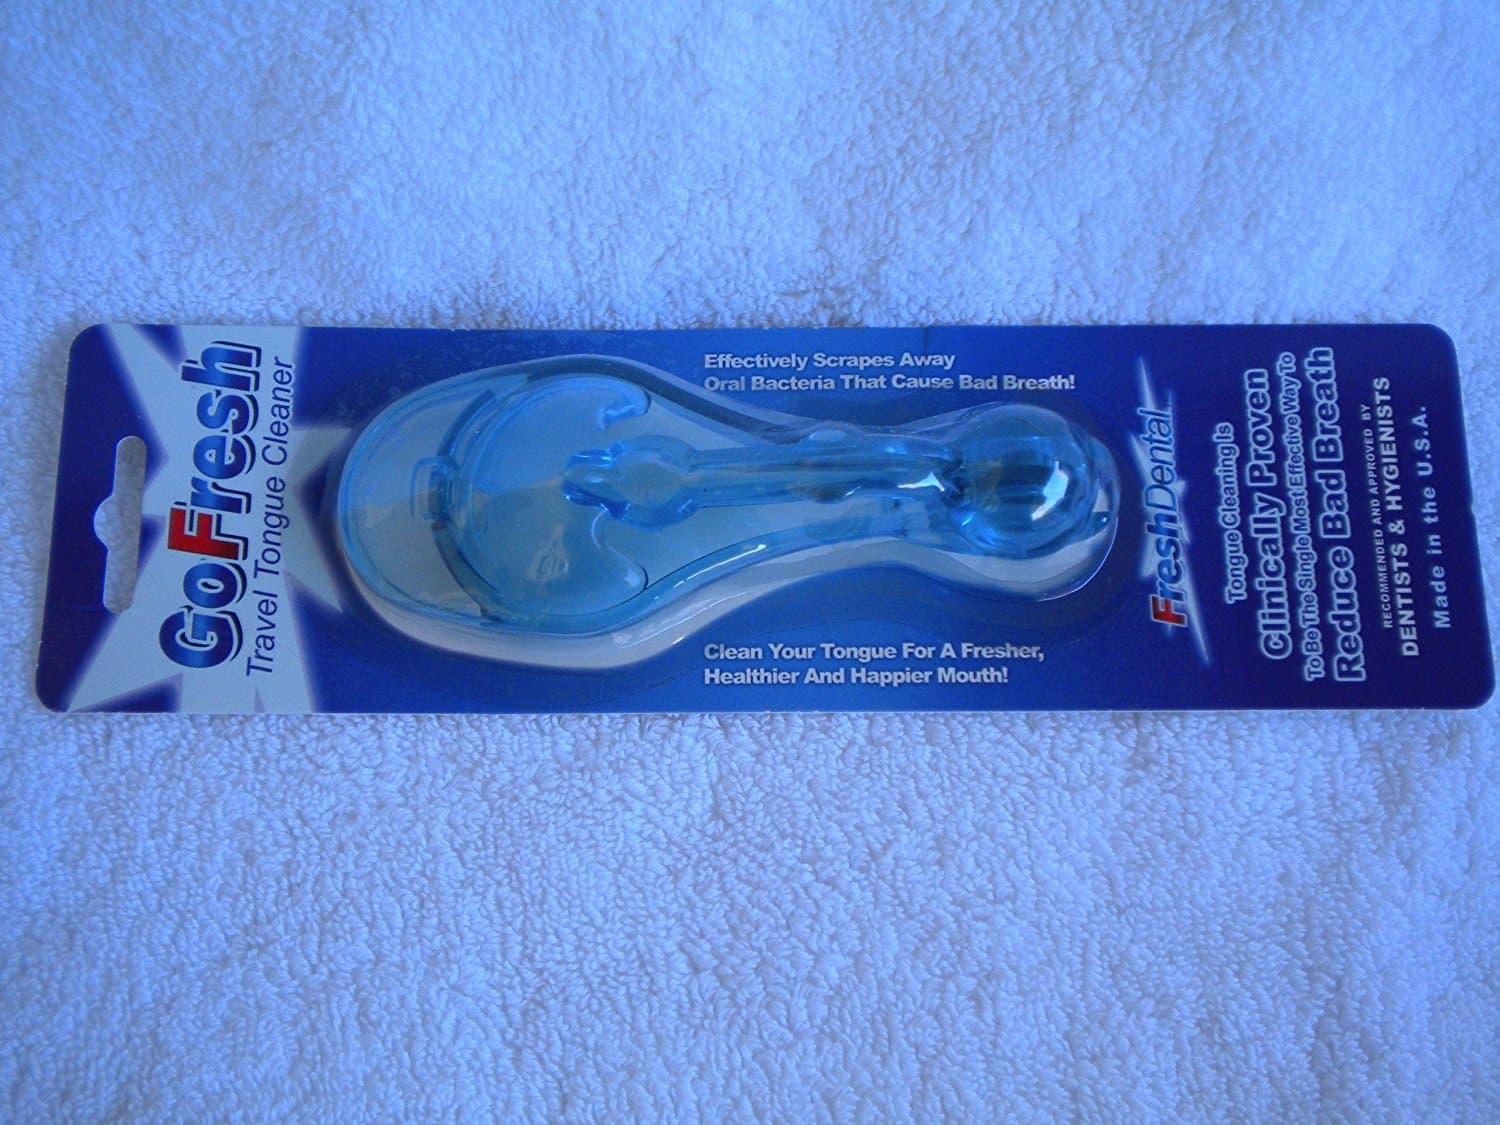 GoFresh
Travel Tongue Cleaner
Effectively Scrapes Away
Oral Bacteria That Cause Bad Breath!
Clean Your Tongue For A Fresher,
Healthier And Happier Mouth!
FreshDental
Tongue Cleaning Is
Clinically Proven
To Be The Single Most Effective Way To
Reduce Bad Breath
RECOMMENDED AND APPROVED BY
DENTISTS & HYGIENISTS
Made in the U.S.A.